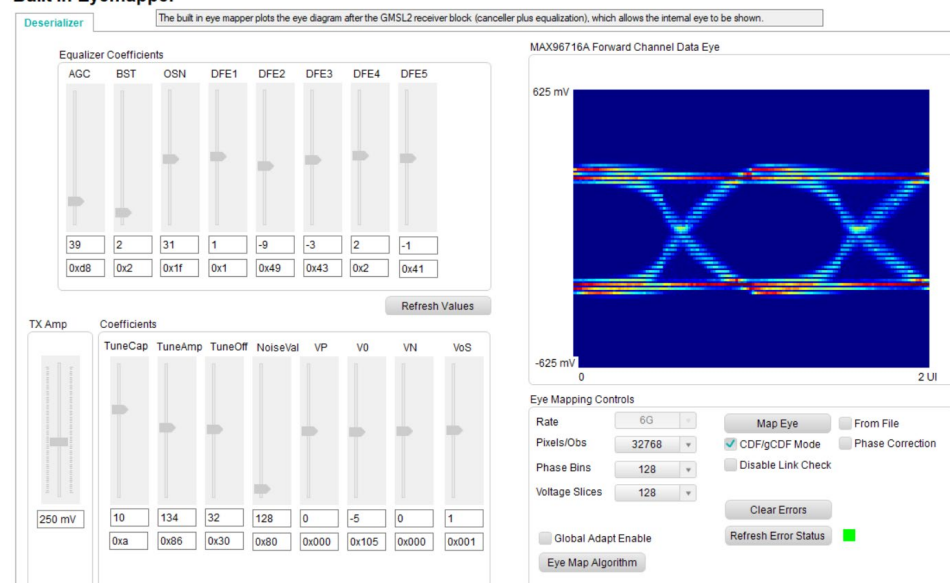 Built in Eyemapper
Deserializer
The built in eye mapper plots the eye diagram after the GMSL2 receiver block (canceller plus equalization), which allows the internal eye to be shown.
Equalizer Coefficients
AGC BST OSN DFE1 DFE2 DFE3 DFE4 DFE5
39 2 31 1 -9 -3 2 -1
0xd8 0x2 0x1f 0x1 0x49 0x43 0x2 0x41
Refresh Values
TX Amp
250 mV
Coefficients
TuneCap TuneAmp TuneOff NoiseVal VP V0 VN VoS
10 134 32 128 0 -5 0 1
0xa 0x86 0x30 0x80 0x000 0x105 0x000 0x001
MAX96716A Forward Channel Data Eye
625 mV
-625 mV
0 2 UI
Eye Mapping Controls
Rate 6G Map Eye From File
Pixels/Obs 32768 CDF/gCDF Mode Phase Correction
Phase Bins 128 Disable Link Check
Voltage Slices 128
Clear Errors
Global Adapt Enable Refresh Error Status
Eye Map Algorithm